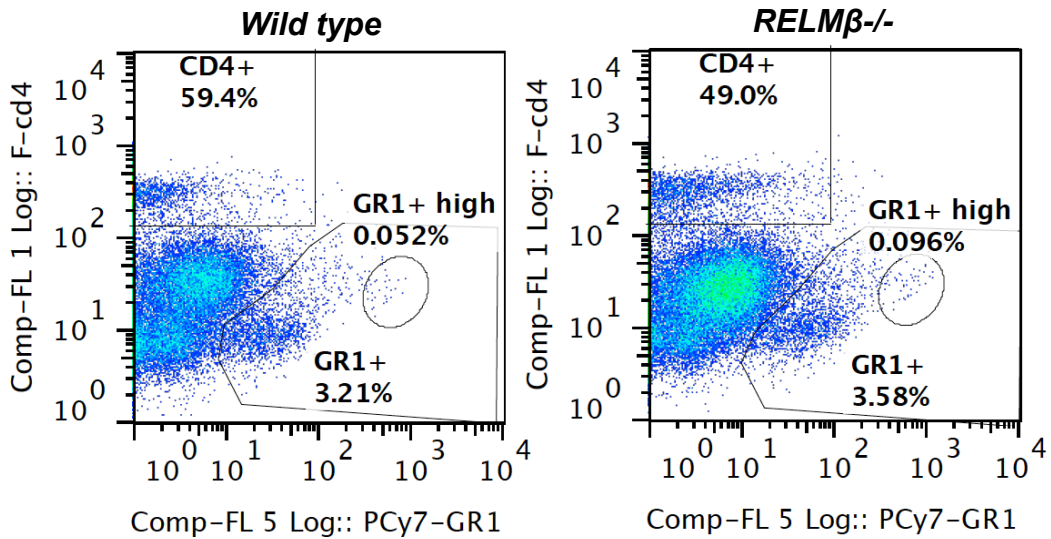 Wild type
CD4+
59.4%
GR1+ high
0.052%
GR1+
3.21%
Comp-FL 1 Log:: F-cd4
10^4
10^3
10^2
10^1
10^0
10^0 10^1 10^2 10^3 10^4
Comp-FL 5 Log:: PCy7-GR1
RELMβ-/-
CD4+
49.0%
GR1+ high
0.096%
GR1+
3.58%
Comp-FL 1 Log:: F-cd4
10^4
10^3
10^2
10^1
10^0
10^0 10^1 10^2 10^3 10^4
Comp-FL 5 Log:: PCy7-GR1